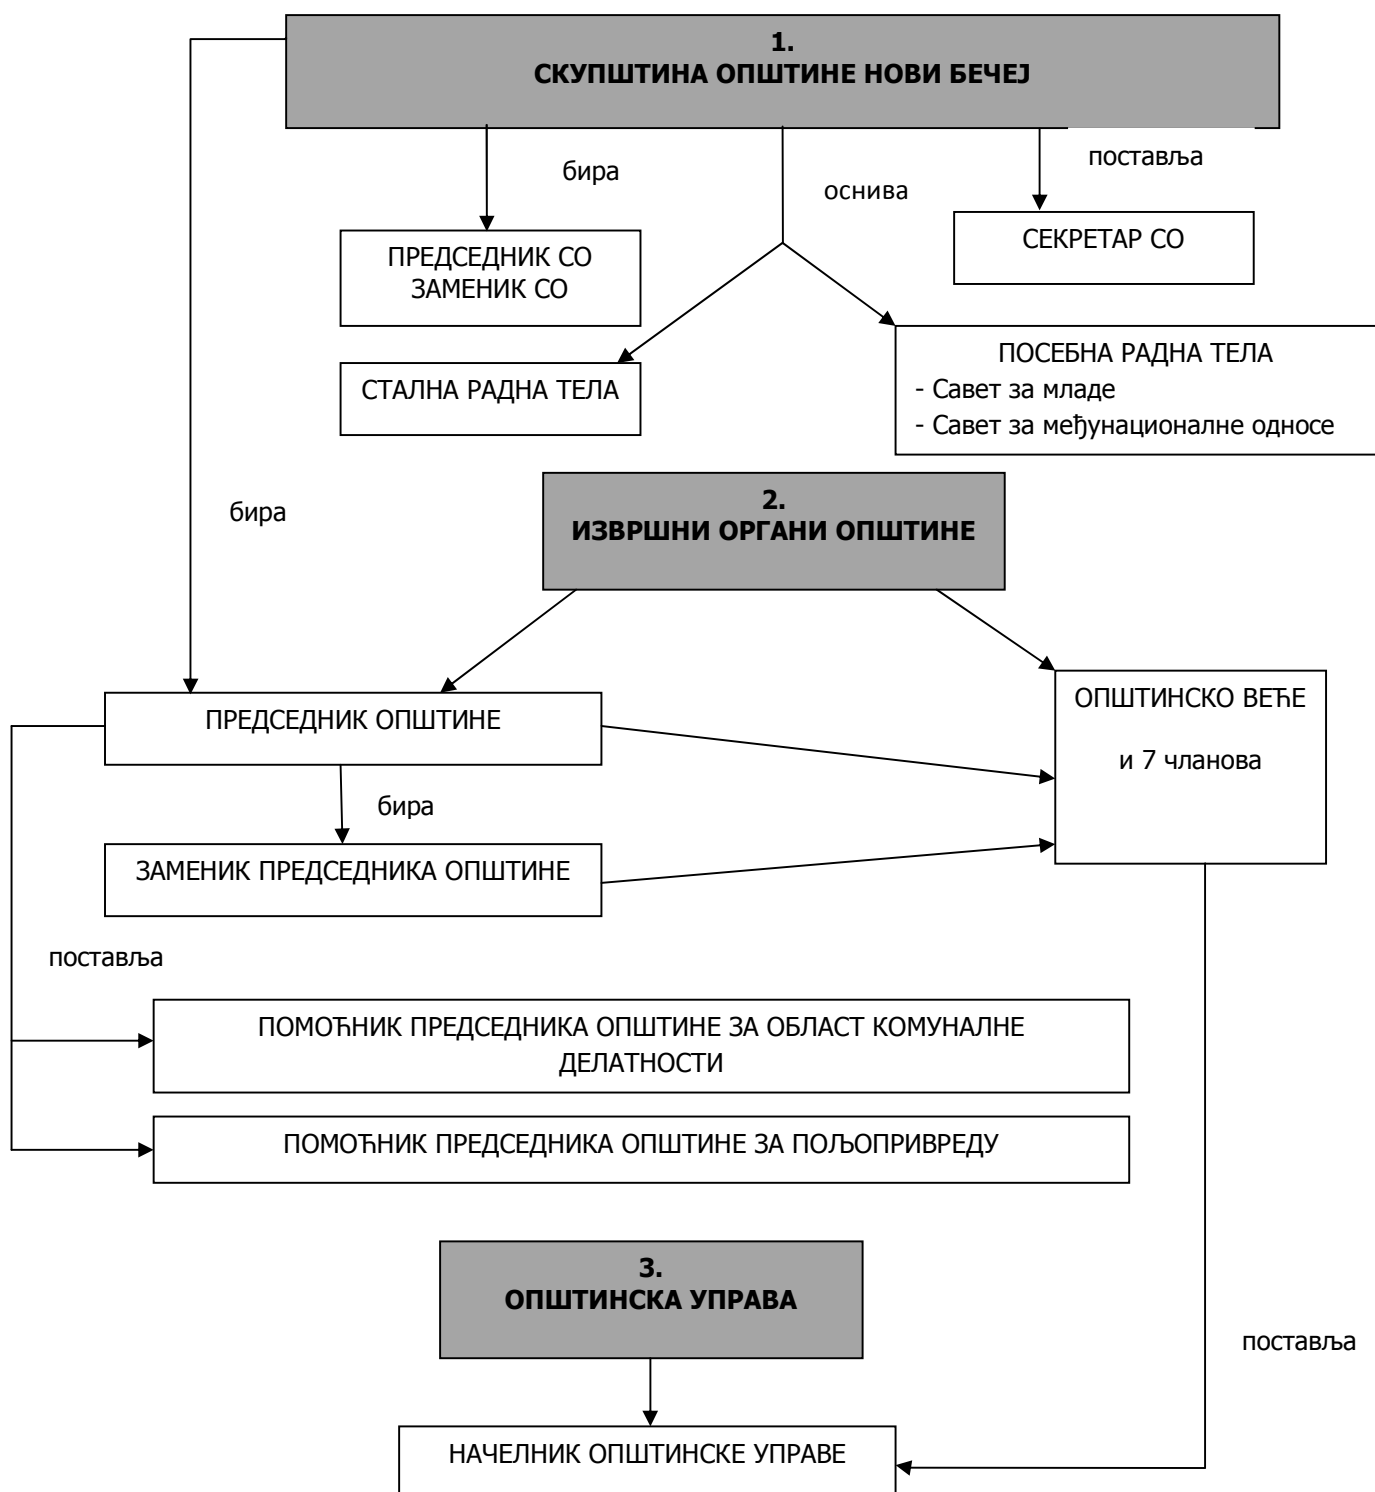 1.
СКУПШТИНА ОПШТИНЕ НОВИ БЕЧЕЈ
бира
оснива
поставља
ПРЕДСЕДНИК СО
ЗАМЕНИК СО
СЕКРЕТАР СО
СТАЛНА РАДНА ТЕЛА
ПОСЕБНА РАДНА ТЕЛА
- Савет за младе
- Савет за међунационалне односе
бира
2.
ИЗВРШНИ ОРГАНИ ОПШТИНЕ
ПРЕДСЕДНИК ОПШТИНЕ
ОПШТИНСКО ВЕЋЕ
и 7 чланова
бира
ЗАМЕНИК ПРЕДСЕДНИКА ОПШТИНЕ
поставља
ПОМОЋНИК ПРЕДСЕДНИКА ОПШТИНЕ ЗА ОБЛАСТ КОМУНАЛНЕ
ДЕЛАТНОСТИ
ПОМОЋНИК ПРЕДСЕДНИКА ОПШТИНЕ ЗА ПОЉОПРИВРЕДУ
3.
ОПШТИНСКА УПРАВА
поставља
НАЧЕЛНИК ОПШТИНСКЕ УПРАВЕ